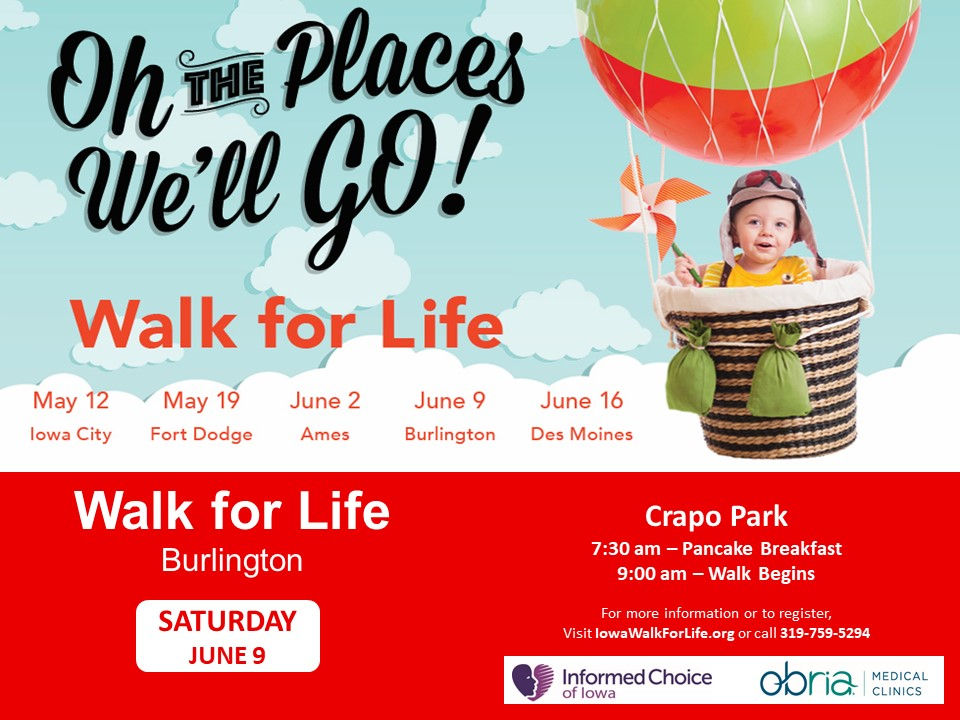 Oh THE Places
We'll GO!
Walk for Life
May 12 May 19 June 2 June 9 June 16
Iowa City Fort Dodge Ames Burlington Des Moines
Walk for Life
Burlington
SATURDAY
JUNE 9
Crapo Park
7:30 am – Pancake Breakfast
9:00 am – Walk Begins
For more information or to register,
Visit IowaWalkForLife.org or call 319-759-5294
Informed Choice
of Iowa
obria.
MEDICAL
CLINICS